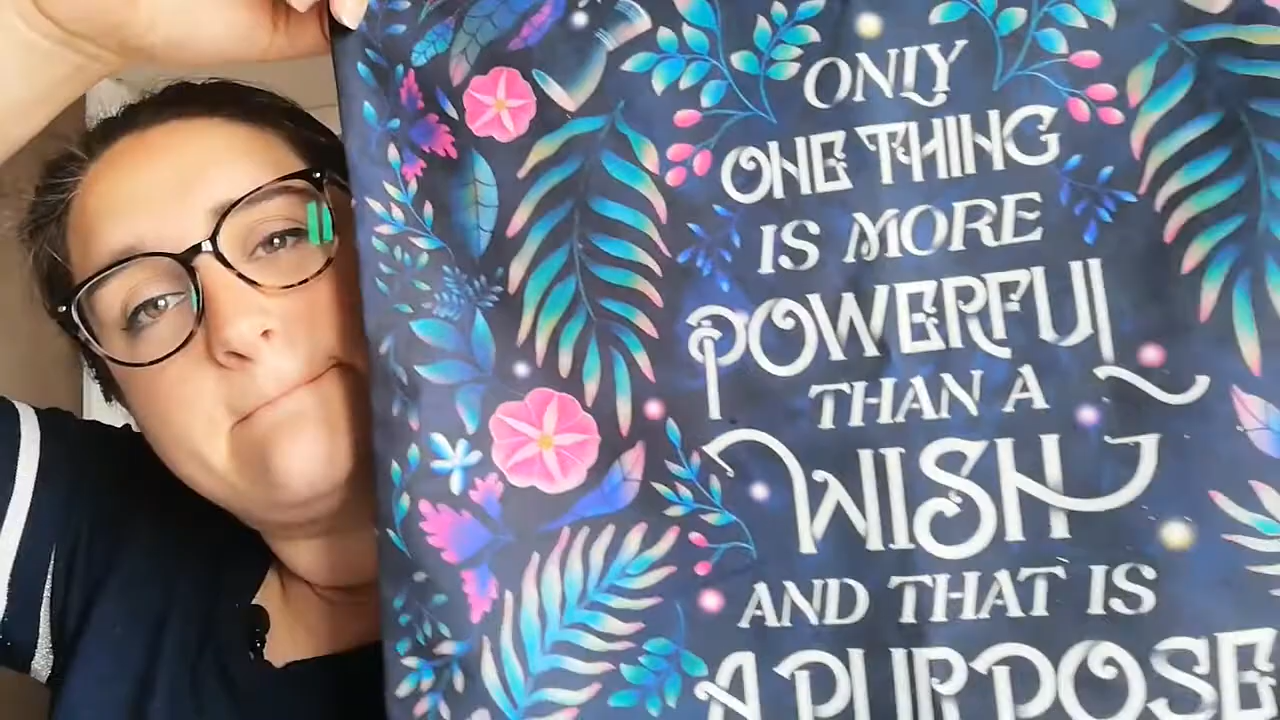 ONLY
ONE THING
IS MORE
POWERFUL
THAN A
WISH
AND THAT IS
A PURPOSE